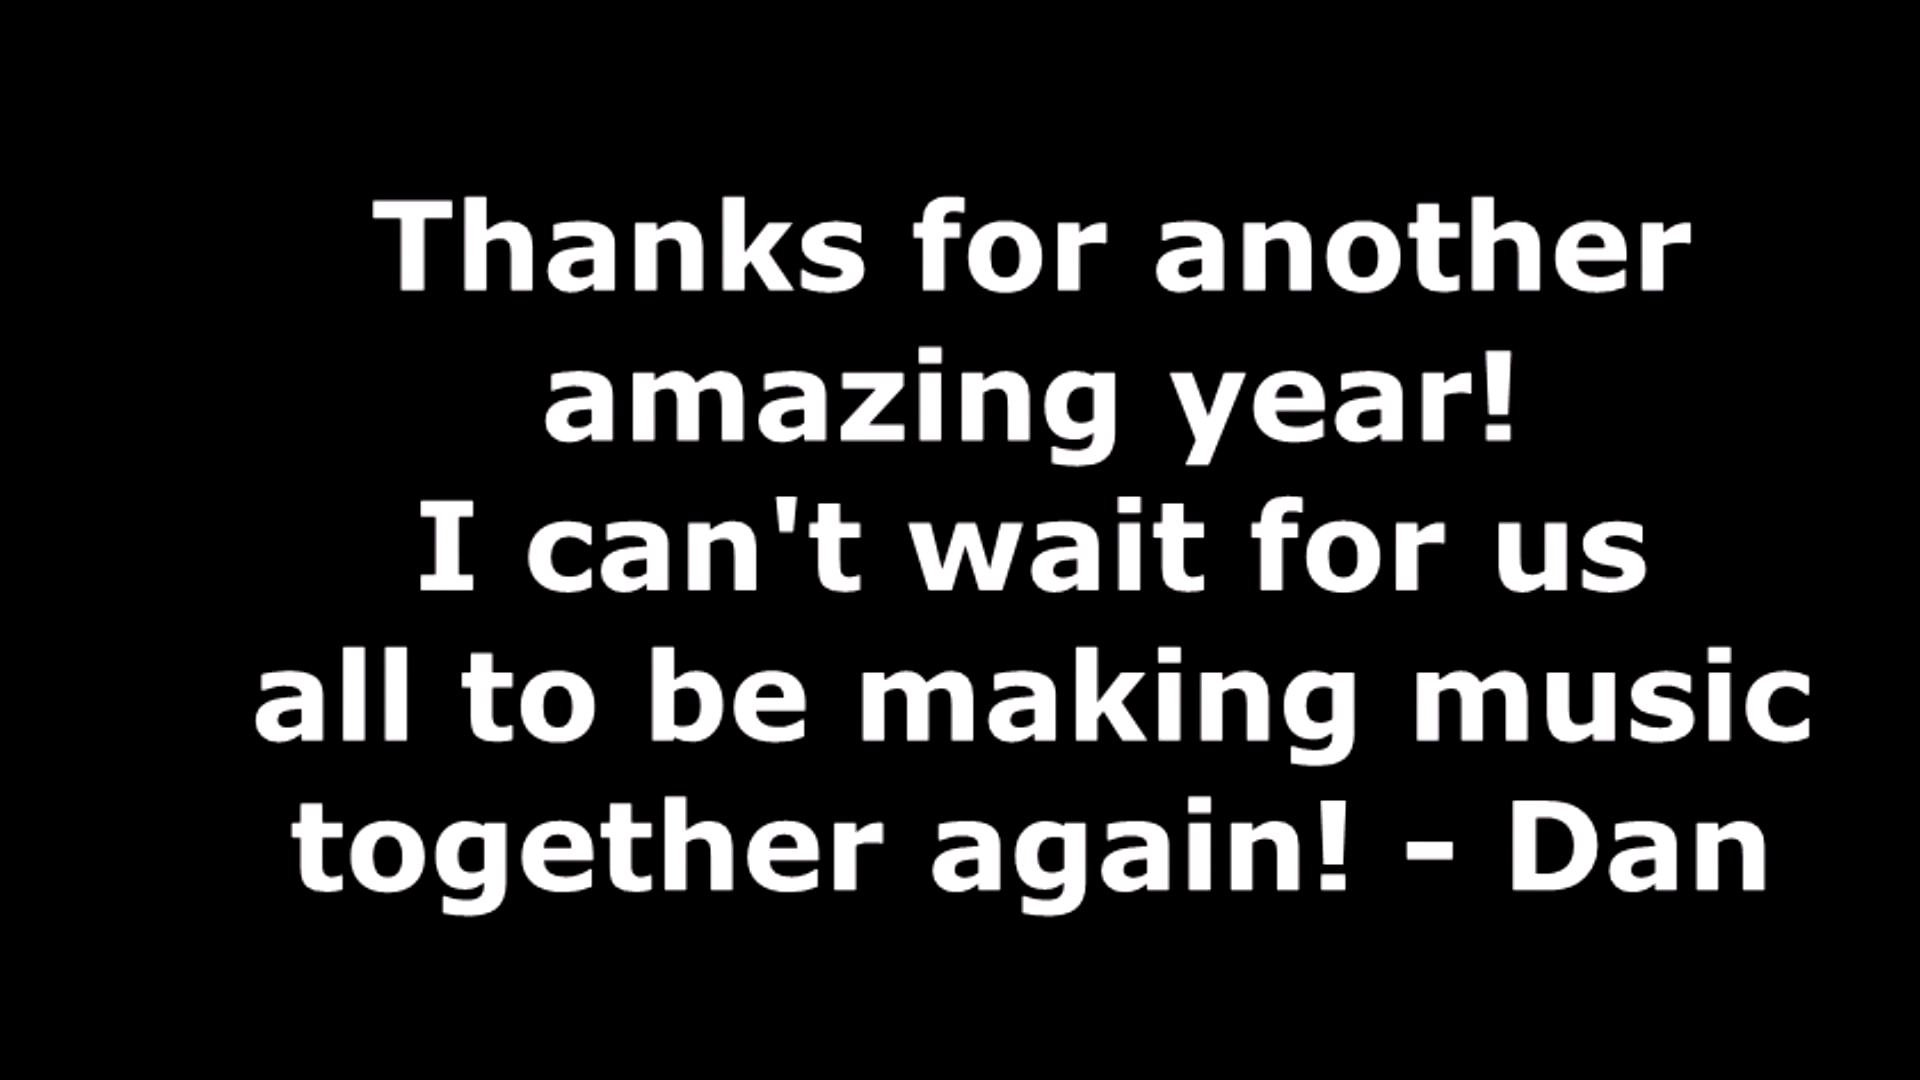 Thanks for another
amazing year!
I can't wait for us
all to be making music
together again! - Dan